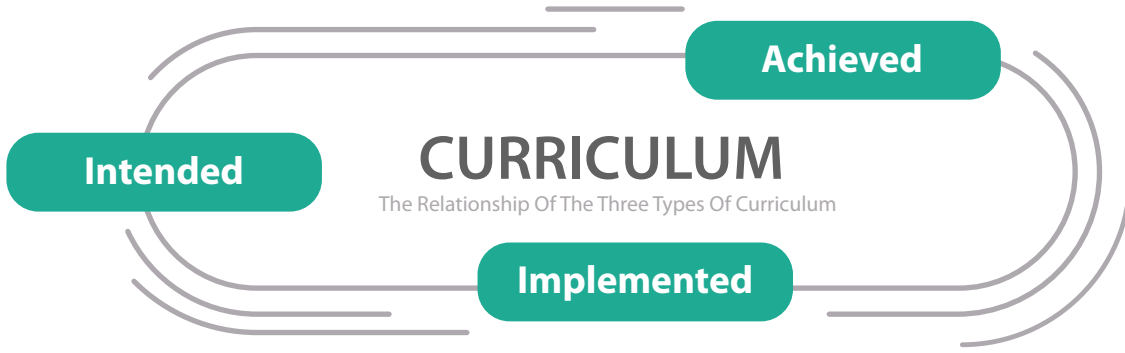 Achieved
CURRICULUM
Intended
The Relationship Of The Three Types Of Curriculum
Implemented